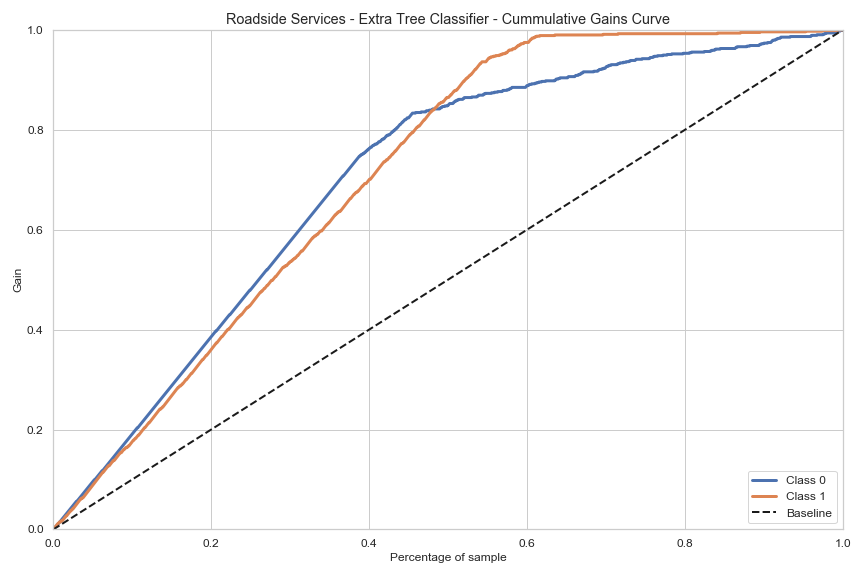 Roadside Services - Extra Tree Classifier - Cummulative Gains Curve
1.0
0.8
0.6
0.4
0.2
0.0
Gain
0.0 0.2 0.4 0.6 0.8 1.0
Percentage of sample
Class 0
Class 1
Baseline